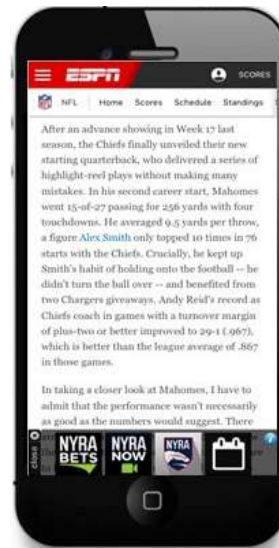 ESPN
SCORES
NFL Home Scores Schedule Standings
After an advance showing in Week 17 last
season, the Chiefs finally unveiled their new
starting quarterback, who delivered a series of
highlight-reel plays without making many
mistakes. In his second career start, Mahomes
went 15-of-27 passing for 256 yards with four
touchdowns. He averaged 9.5 yards per throw,
a figure Alex Smith only topped 10 times in 76
starts with the Chiefs. Crucially, he kept up
Smith's habit of holding onto the football -- he
didn't turn the ball over -- and benefited from
two Chargers giveaways. Andy Reid's record as
Chiefs coach in games with a turnover margin
of plus-two or better improved to 29-1 (.967),
which is better than the league average of .867
in those games.
In taking a closer look at Mahomes, I have to
admit that the performance wasn't necessarily
as good as the numbers would suggest. There
close
NYRA BETS
NYRA NOW
NYRA